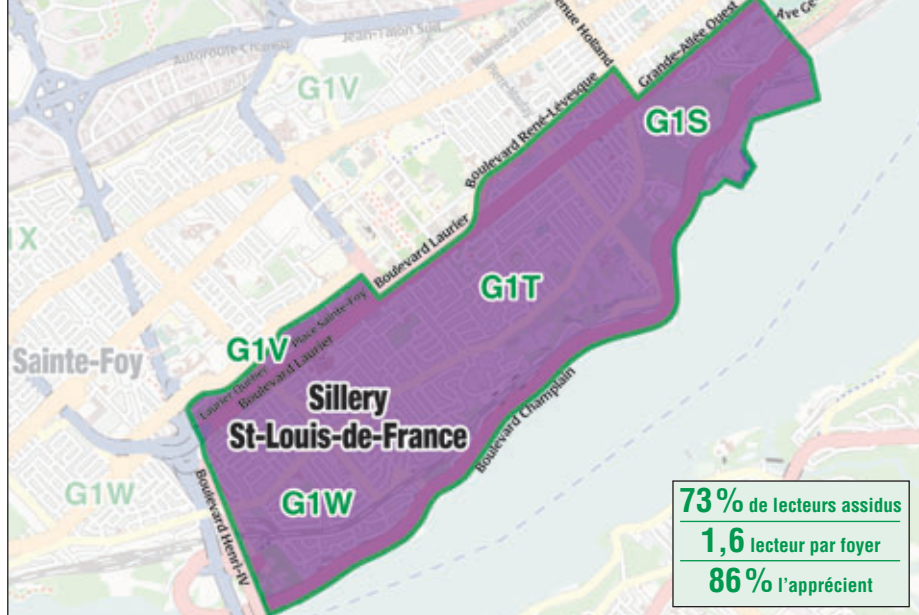 Autoroute Charest
Jean-Talon Sud
Avenue Holland
Grande-Allée Ouest
Ave Ge
G1V
G1S
Boulevard René-Lévesque
1X
Boulevard Laurier
G1T
Place Sainte-Foy
G1V
Sainte-Foy
Laurier Québec
Boulevard Laurier
Sillery
St-Louis-de-France
Boulevard Champlain
G1W
G1W
Boulevard Henri-IV
73% de lecteurs assidus
1,6 lecteur par foyer
86% l'apprécient